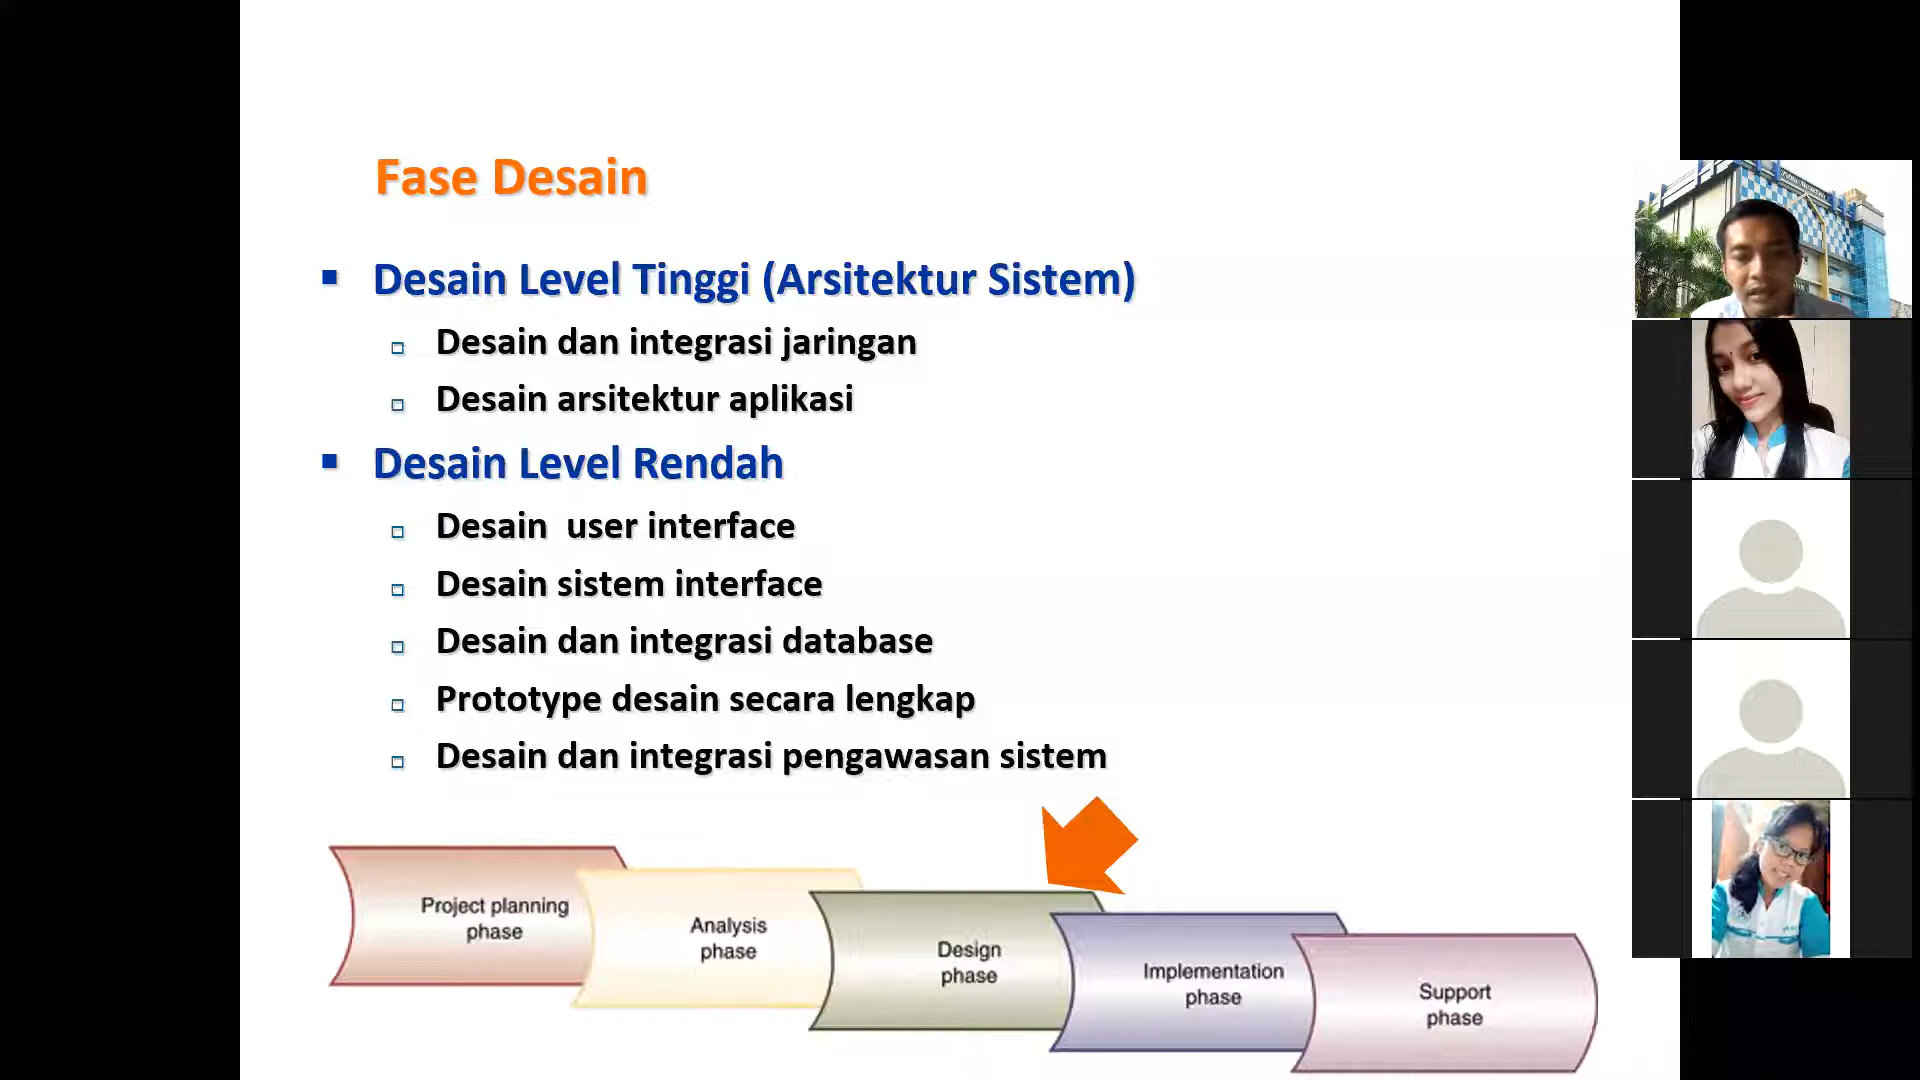 Fase Desain
Desain Level Tinggi (Arsitektur Sistem)
Desain dan integrasi jaringan
Desain arsitektur aplikasi
Desain Level Rendah
Desain user interface
Desain sistem interface
Desain dan integrasi database
Prototype desain secara lengkap
Desain dan integrasi pengawasan sistem
Project planning
phase
Analysis
phase
Design
phase
Implementation
phase
Support
phase